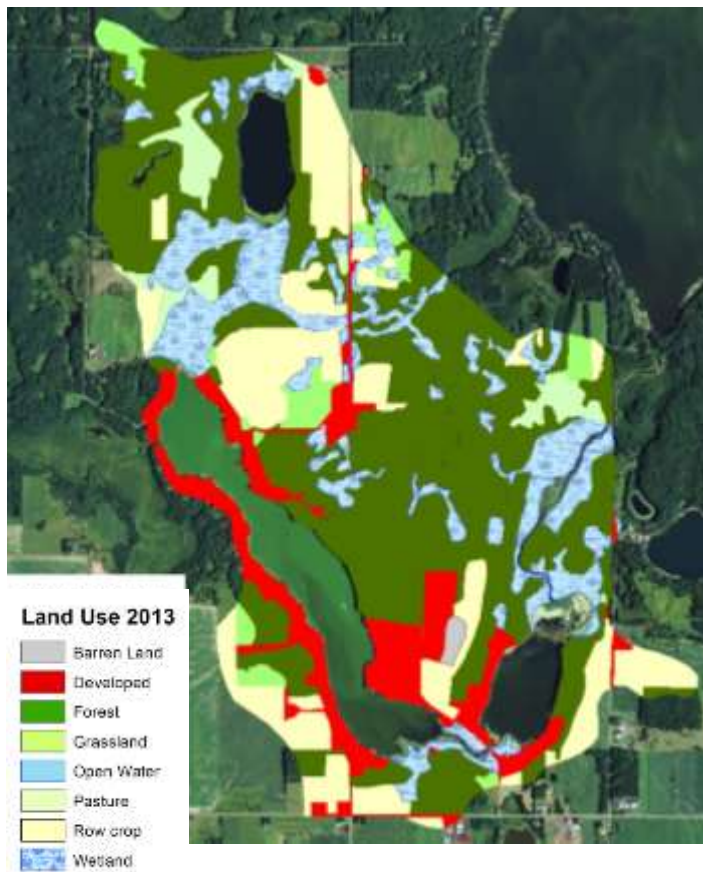 Land Use 2013
Barren Land
Developed
Forest
Grassland
Open Water
Pasture
Row crop
Wetland